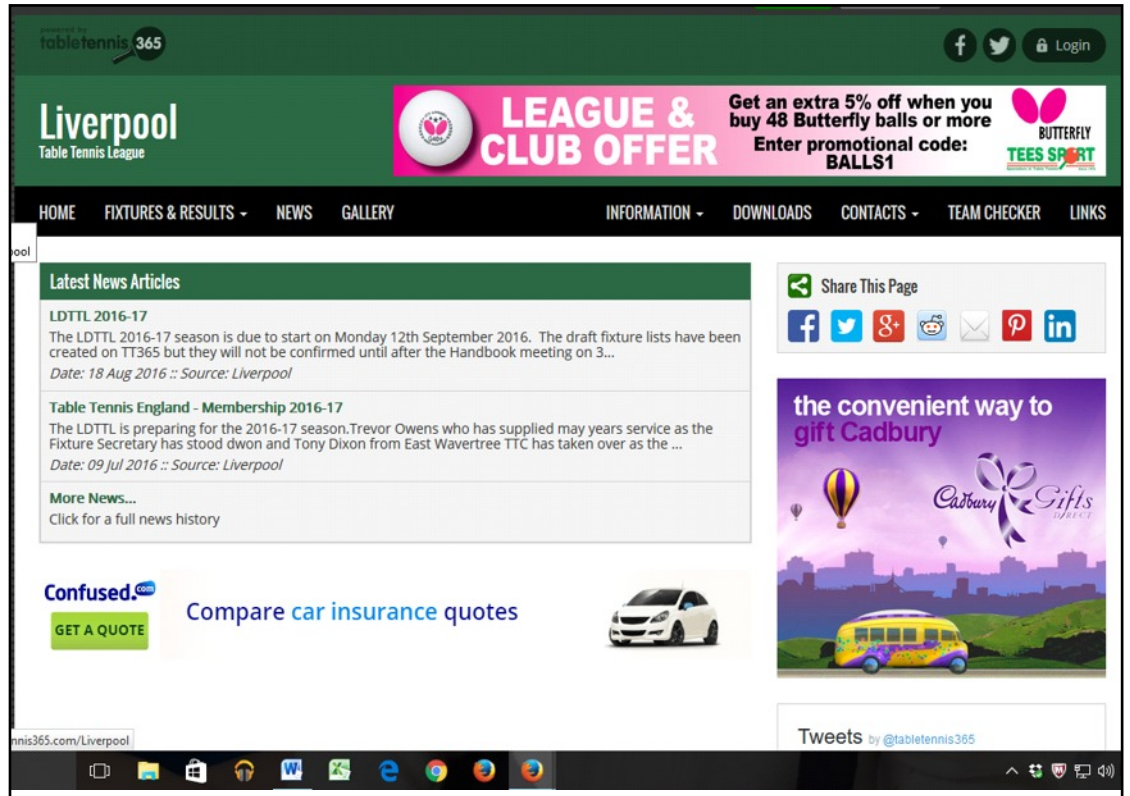 powered by
tabletennis 365
Login
Liverpool
Table Tennis League
LEAGUE &
CLUB OFFER
Get an extra 5% off when you
buy 48 Butterfly balls or more
Enter promotional code:
BALLS1
BUTTERFLY
TEES SPORT
HOME FIXTURES & RESULTS NEWS GALLERY INFORMATION DOWNLOADS CONTACTS TEAM CHECKER LINKS
ool
Latest News Articles
LDTTL 2016-17
The LDTTL 2016-17 season is due to start on Monday 12th September 2016. The draft fixture lists have been
created on TT365 but they will not be confirmed until after the Handbook meeting on 3...
Date: 18 Aug 2016 :: Source: Liverpool
Table Tennis England - Membership 2016-17
The LDTTL is preparing for the 2016-17 season.Trevor Owens who has supplied may years service as the
Fixture Secretary has stood dwon and Tony Dixon from East Wavertree TTC has taken over as the ...
Date: 09 Jul 2016 :: Source: Liverpool
More News...
Click for a full news history
Confused.com
GET A QUOTE
Compare car insurance quotes
Share This Page
the convenient way to
gift Cadbury
Cadbury Gifts
DIRECT
Tweets by @tabletennis365
nnis365.com/Liverpool